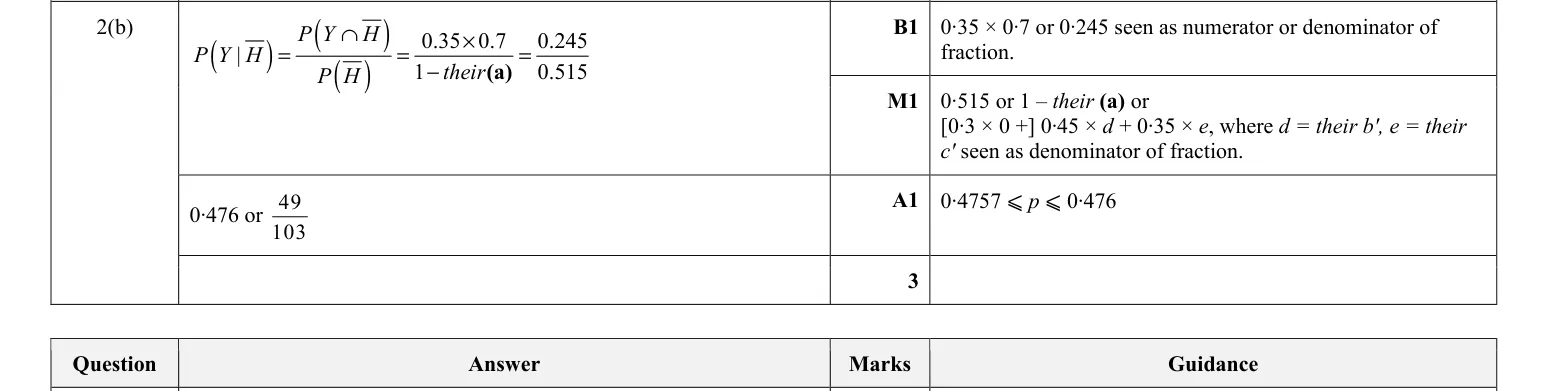 2(b)
P(Y | H̅) = P(Y ∩ H̅) / P(H̅) = 0.35×0.7 / 1−their(a) = 0.245 / 0.515
B1
0·35 × 0·7 or 0·245 seen as numerator or denominator of
fraction.
M1
0·515 or 1 – their (a) or
[0·3 × 0 +] 0·45 × d + 0·35 × e, where d = their b′, e = their
c′ seen as denominator of fraction.
0·476 or 49/103
A1
0·4757 ⩽ p ⩽ 0·476
3
Question Answer Marks Guidance